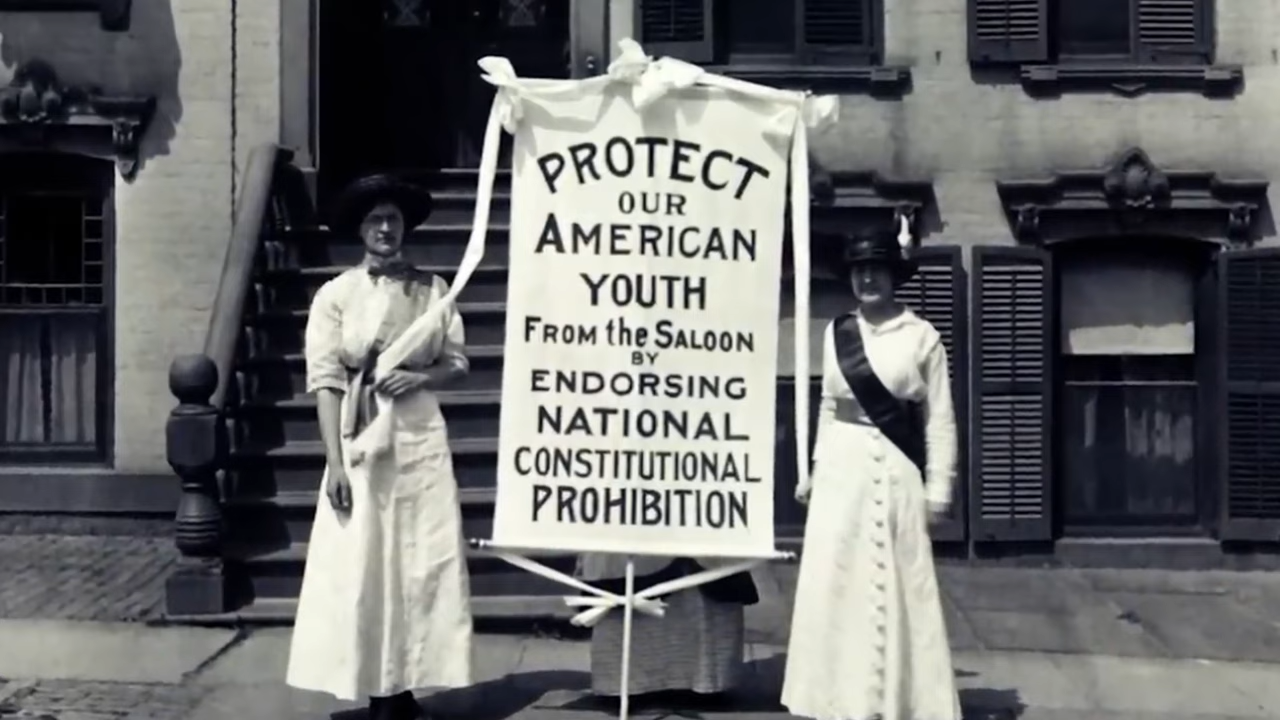 PROTECT
OUR
AMERICAN
YOUTH
FROM the SALOON
BY
ENDORSING
NATIONAL
CONSTITUTIONAL
PROHIBITION